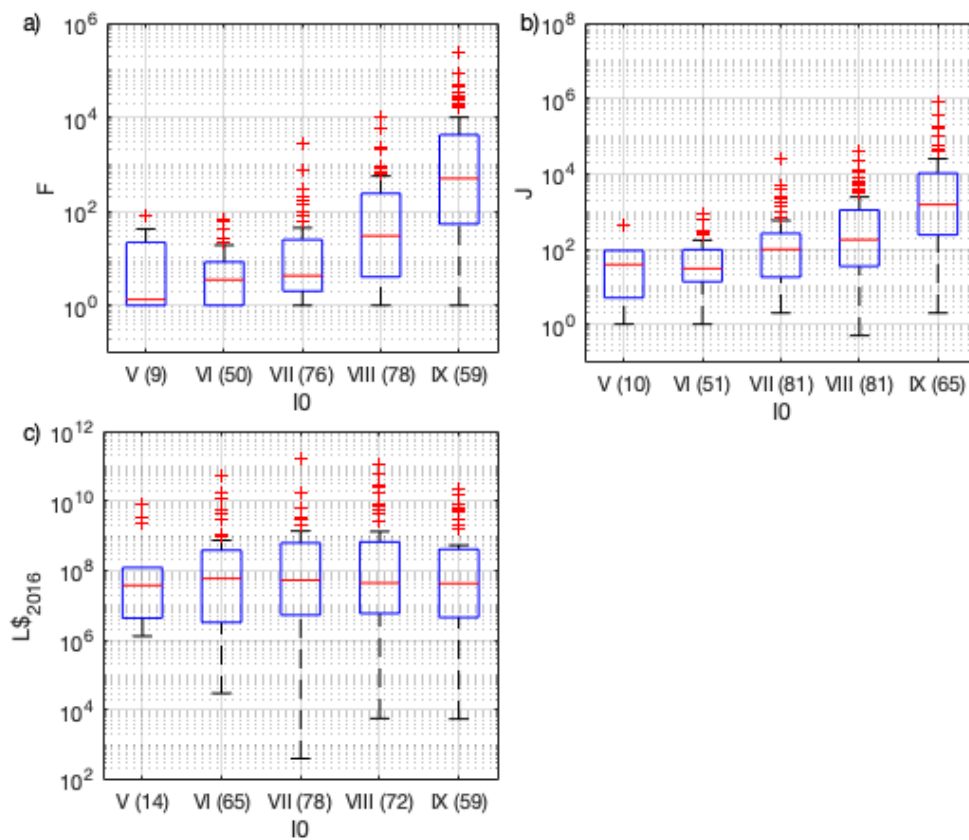 a)
10^6
10^4
10^2
10^0
F
V (9) VI (50) VII (76) VIII (78) IX (59)
I0
b)
10^8
10^6
10^4
10^2
10^0
J
V (10) VI (51) VII (81) VIII (81) IX (65)
I0
c)
10^12
10^10
10^8
10^6
10^4
10^2
L$_2016
V (14) VI (65) VII (78) VIII (72) IX (59)
I0